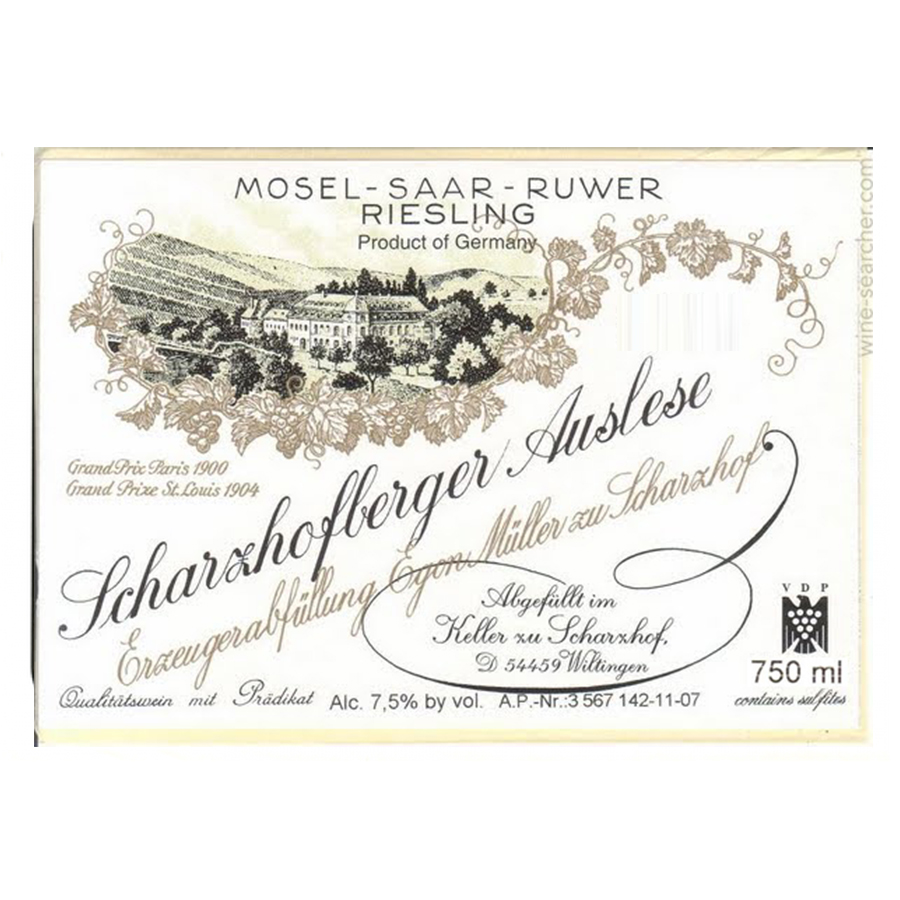 MOSEL-SAAR-RUWER
RIESLING
Product of Germany
Grand Prix Paris 1900
Grand Prize St. Louis 1904
Scharzhofberger Auslese
Erzeugerabfüllung Egon Müller zu Scharzhof
Abgefüllt im
Keller zu Scharzhof,
D 54459 Wiltingen
VDP
750 ml
Qualitätswein mit Prädikat Alc. 7,5% by vol. A.P.-Nr.:3 567 142-11-07 contains sulfites
wine-searcher.com